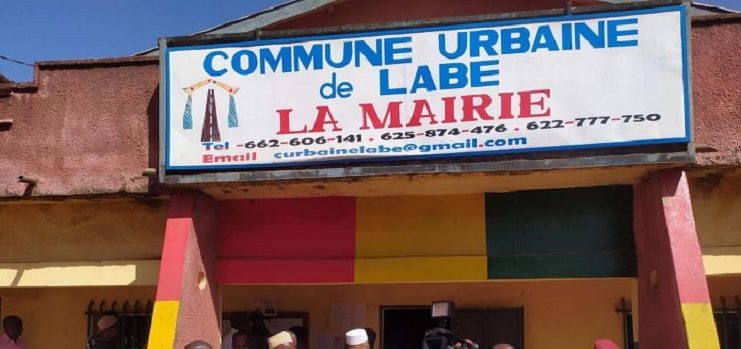 COMMUNE URBAINE
de LABE
LA MAIRIE
Tel -662-606-141 . 625-874-476 . 622-777-750
Email curbainelabe@gmail.com